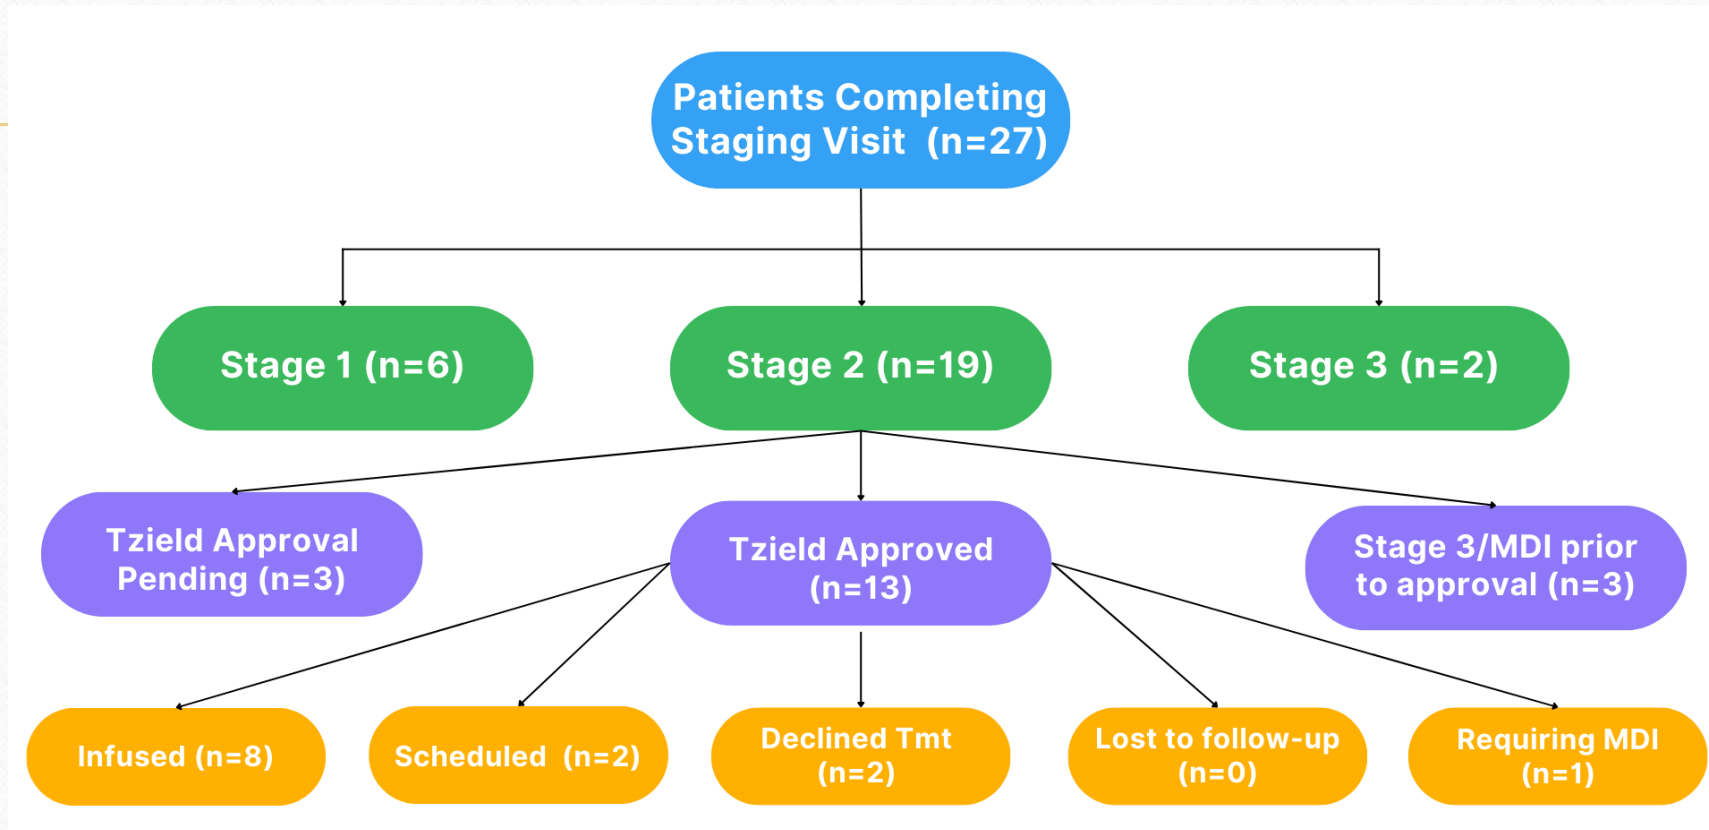 Patients Completing
Staging Visit (n=27)
Stage 1 (n=6)
Stage 2 (n=19)
Stage 3 (n=2)
Tzield Approval
Pending (n=3)
Tzield Approved
(n=13)
Stage 3/MDI prior
to approval (n=3)
Infused (n=8)
Scheduled (n=2)
Declined Tmt
(n=2)
Lost to follow-up
(n=0)
Requiring MDI
(n=1)